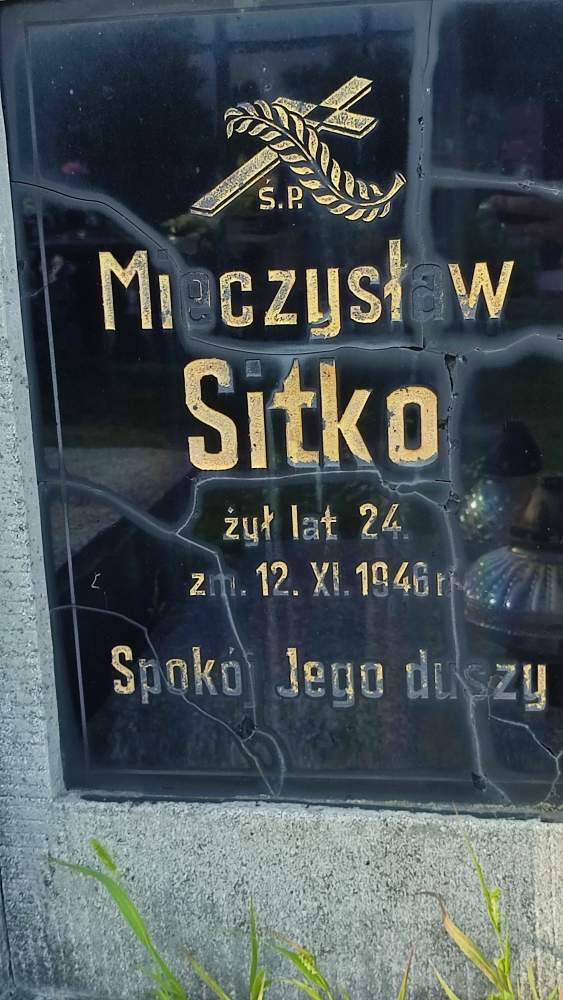 Ś.P.
Mieczysław
Sitko
żył lat 24.
zm. 12. XI. 1946 r.
Spokój Jego duszy